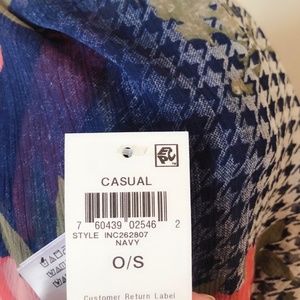 CASUAL
7 60439 02546 2
STYLE INC262807
NAVY
O/S
Customer Return Label